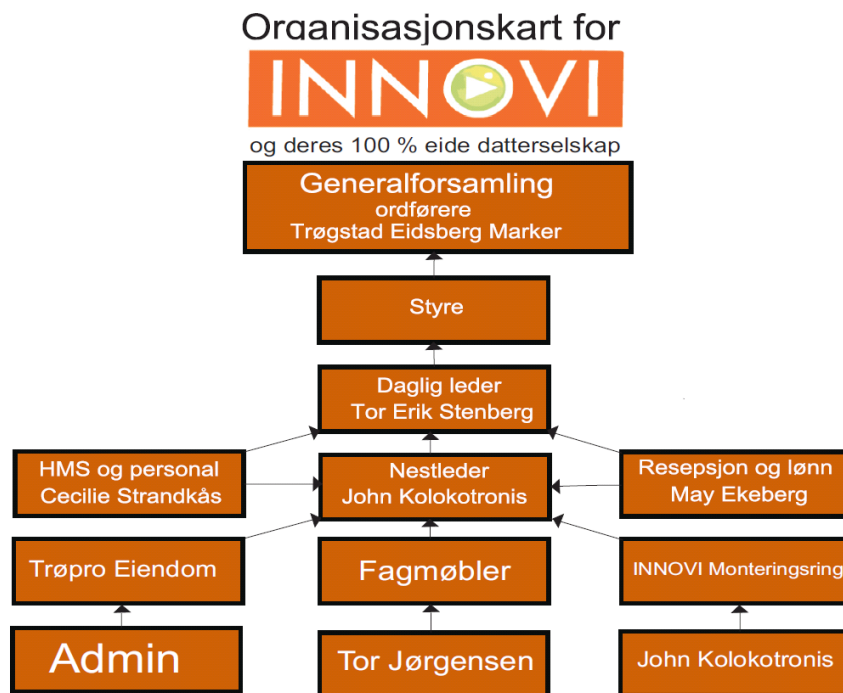 Organisasjonskart for
INNOVI
og deres 100 % eide datterselskap
Generalforsamling
ordførere
Trøgstad Eidsberg Marker
Styre
Daglig leder
Tor Erik Stenberg
HMS og personal
Cecilie Strandkås
Nestleder
John Kolokotronis
Resepsjon og lønn
May Ekeberg
Trøpro Eiendom
Fagmøbler
INNOVI Monteringsring
Admin
Tor Jørgensen
John Kolokotronis